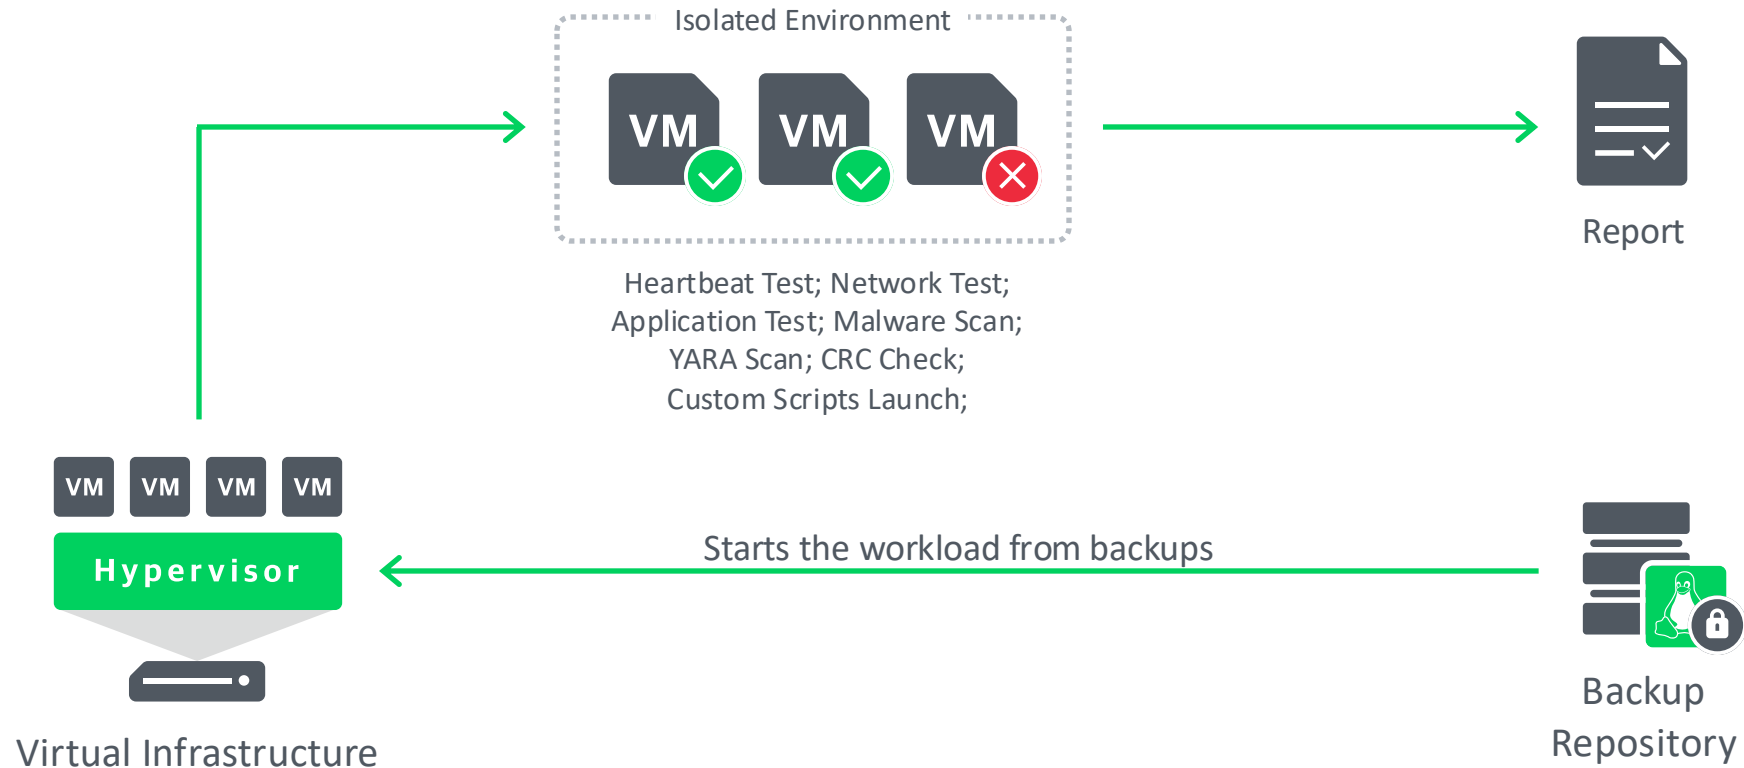 Isolated Environment
VM VM VM
Report
Heartbeat Test; Network Test;
Application Test; Malware Scan;
YARA Scan; CRC Check;
Custom Scripts Launch;
VM VM VM VM
Hypervisor
Starts the workload from backups
Virtual Infrastructure
Backup
Repository